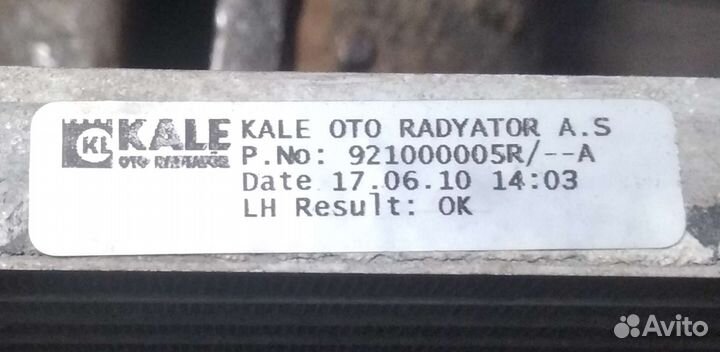 KL KALE
OTO RADYATÖR
KALE OTO RADYATOR A.S
P.No: 921000005R/--A
Date 17.06.10 14:03
LH Result: OK
Avito